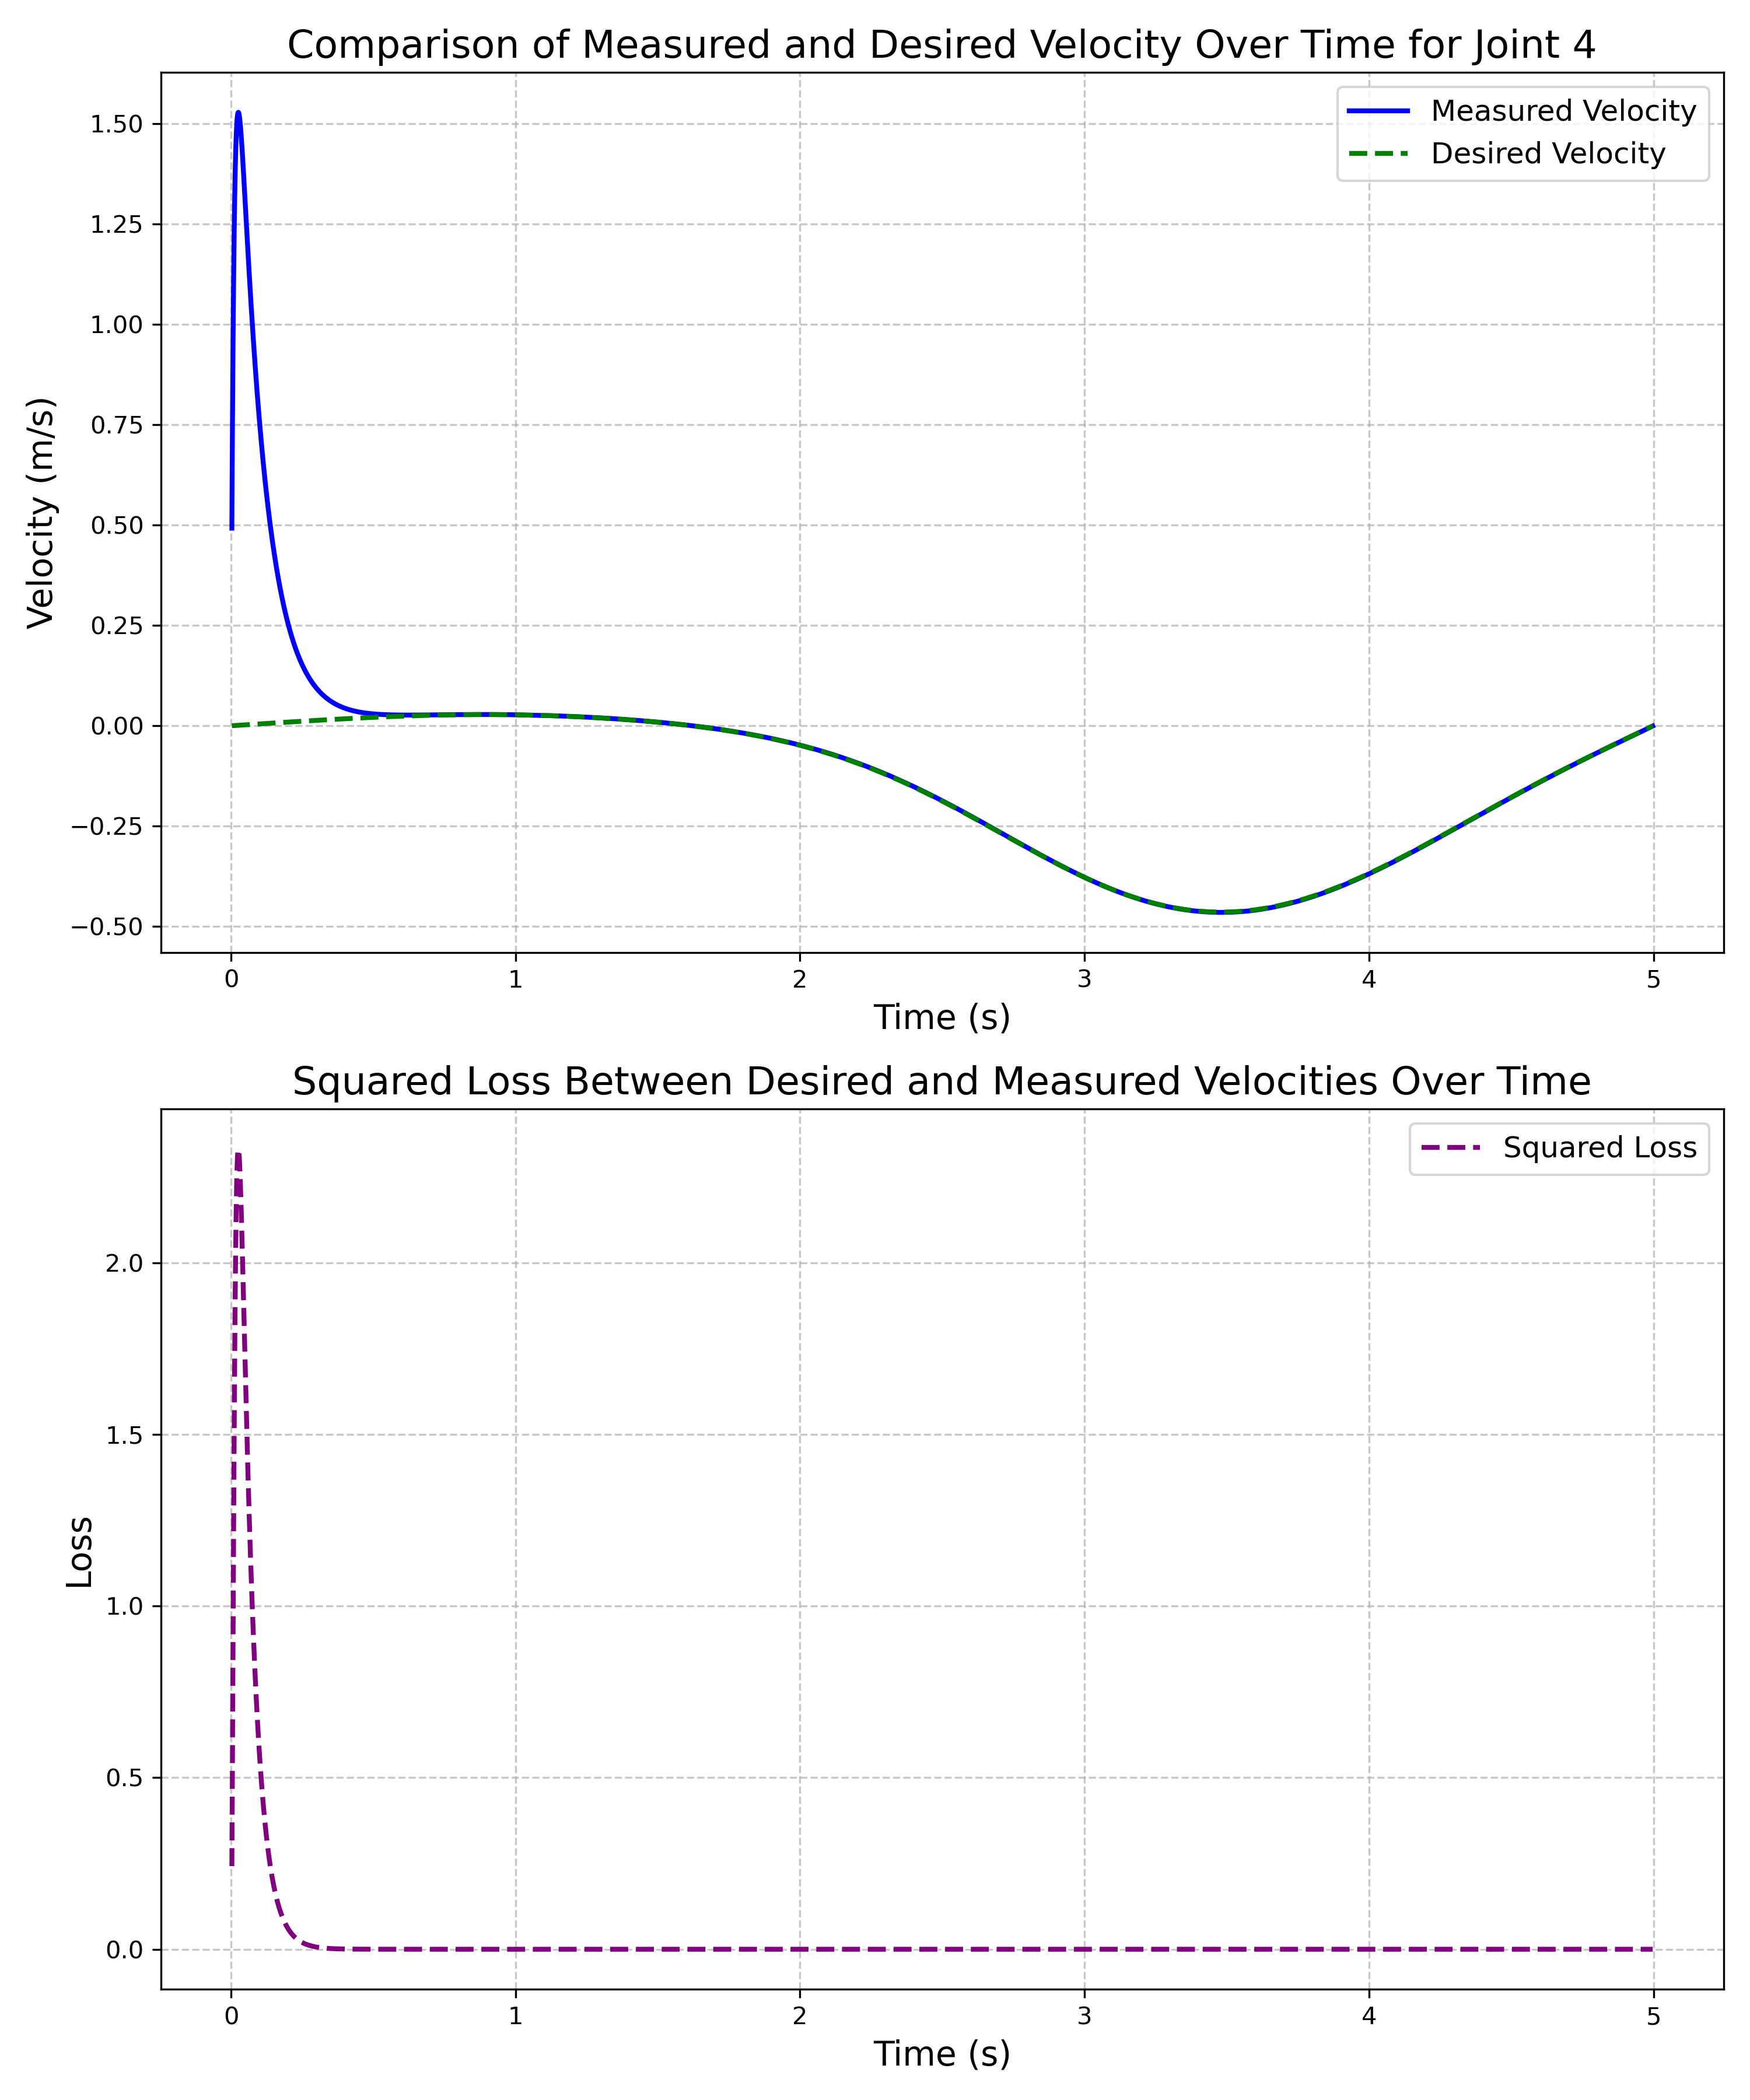 Comparison of Measured and Desired Velocity Over Time for Joint 4
Measured Velocity
Desired Velocity
Velocity (m/s)
1.50
1.25
1.00
0.75
0.50
0.25
0.00
−0.25
−0.50
0 1 2 3 4 5
Time (s)
Squared Loss Between Desired and Measured Velocities Over Time
Squared Loss
Loss
2.0
1.5
1.0
0.5
0.0
0 1 2 3 4 5
Time (s)